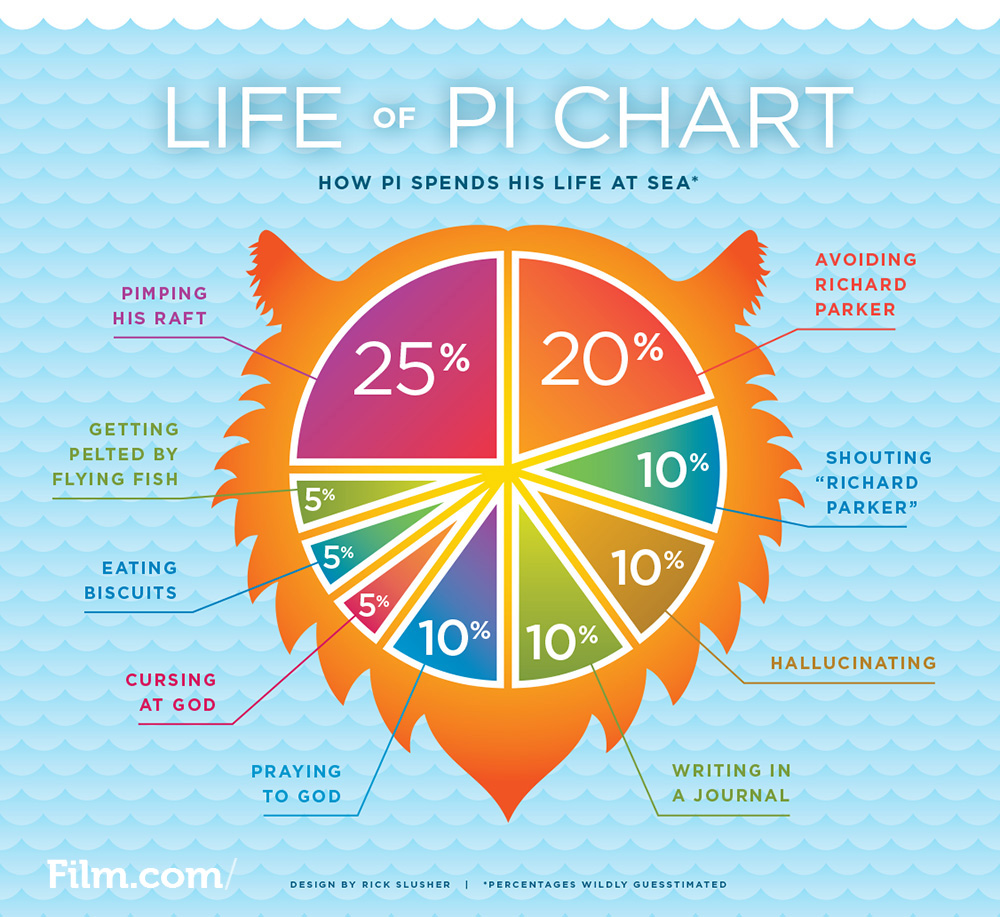 LIFE OF PI CHART
HOW PI SPENDS HIS LIFE AT SEA*
PIMPING
HIS RAFT
25%
20%
AVOIDING
RICHARD
PARKER
GETTING
PELTED BY
FLYING FISH
5%
10%
SHOUTING
“RICHARD
PARKER”
EATING
BISCUITS
5%
10%
HALLUCINATING
CURSING
AT GOD
5%
PRAYING
TO GOD
10%
10%
WRITING IN
A JOURNAL
Film.com/
DESIGN BY RICK SLUSHER | *PERCENTAGES WILDLY GUESSTIMATED